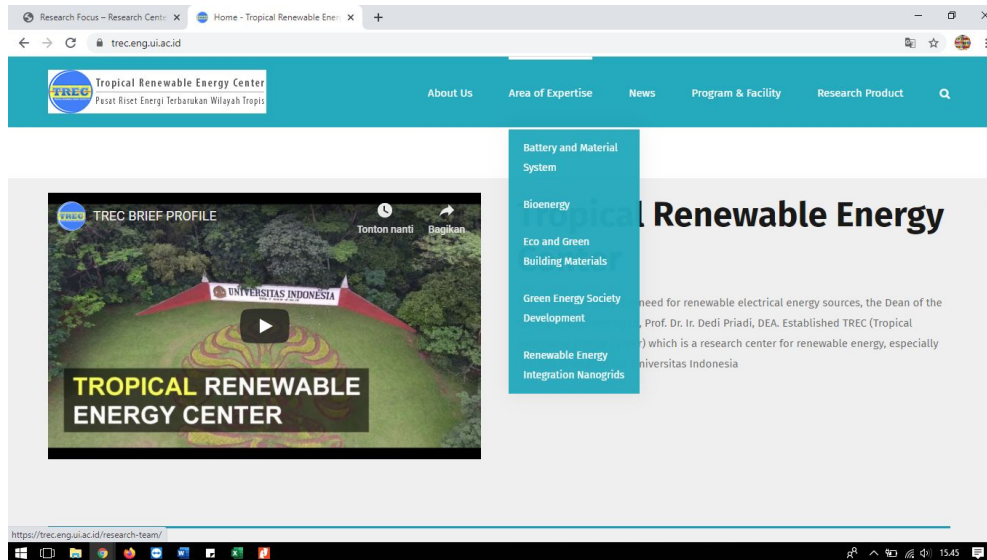 Research Focus – Research Cente
Home - Tropical Renewable Ener
trec.eng.ui.ac.id
TREC
Tropical Renewable Energy Center
Pusat Riset Energi Terbarukan Wilayah Tropis
About Us
Area of Expertise
News
Program & Facility
Research Product
Battery and Material
System
Bioenergy
Eco and Green
Building Materials
Green Energy Society
Development
Renewable Energy
Integration Nanogrids
TREC BRIEF PROFILE
Tonton nanti
Bagikan
UNIVERSITAS INDONESIA
TROPICAL RENEWABLE
ENERGY CENTER
Tropical Renewable Energy
need for renewable electrical energy sources, the Dean of the
, Prof. Dr. Ir. Dedi Priadi, DEA. Established TREC (Tropical
) which is a research center for renewable energy, especially
niversitas Indonesia
https://trec.eng.ui.ac.id/research-team/
15.45